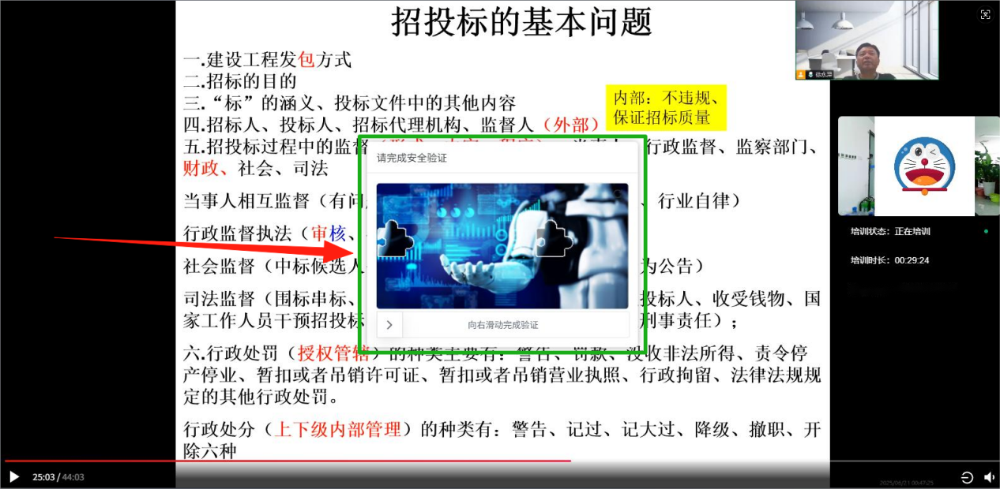 招投标的基本问题
一.建设工程发包方式
二.招标的目的
三.“标”的涵义、投标文件中的其他内容
四.招标人、投标人、招标代理机构、监督人（外部）
内部：不违规、
保证招标质量
五.招投标过程中的监督
行政监督、监察部门、
财政、社会、司法
当事人相互监督（有问
、行业自律）
行政监督执法（审核、
社会监督（中标候选人
为公告）
司法监督（围标串标、
投标人、收受钱物、国
家工作人员干预招投标
刑事责任）；
六.行政处罚（授权管辖）的种类主要有：警告、罚款、没收非法所得、责令停
产停业、暂扣或者吊销许可证、暂扣或者吊销营业执照、行政拘留、法律法规规
定的其他行政处罚。
行政处分（上下级内部管理）的种类有：警告、记过、记大过、降级、撤职、开
除六种
请完成安全验证
向右滑动完成验证
培训状态：正在培训
培训时长：00:29:24
25:03 / 44:03
2025/06/21 00:47:25